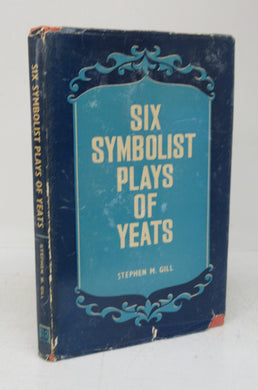 SIX SYMBOLIST PLAYS OF YEATS
STEPHEN M. GILL
SIX
SYMBOLIST
PLAYS
OF
YEATS
STEPHEN M. GILL